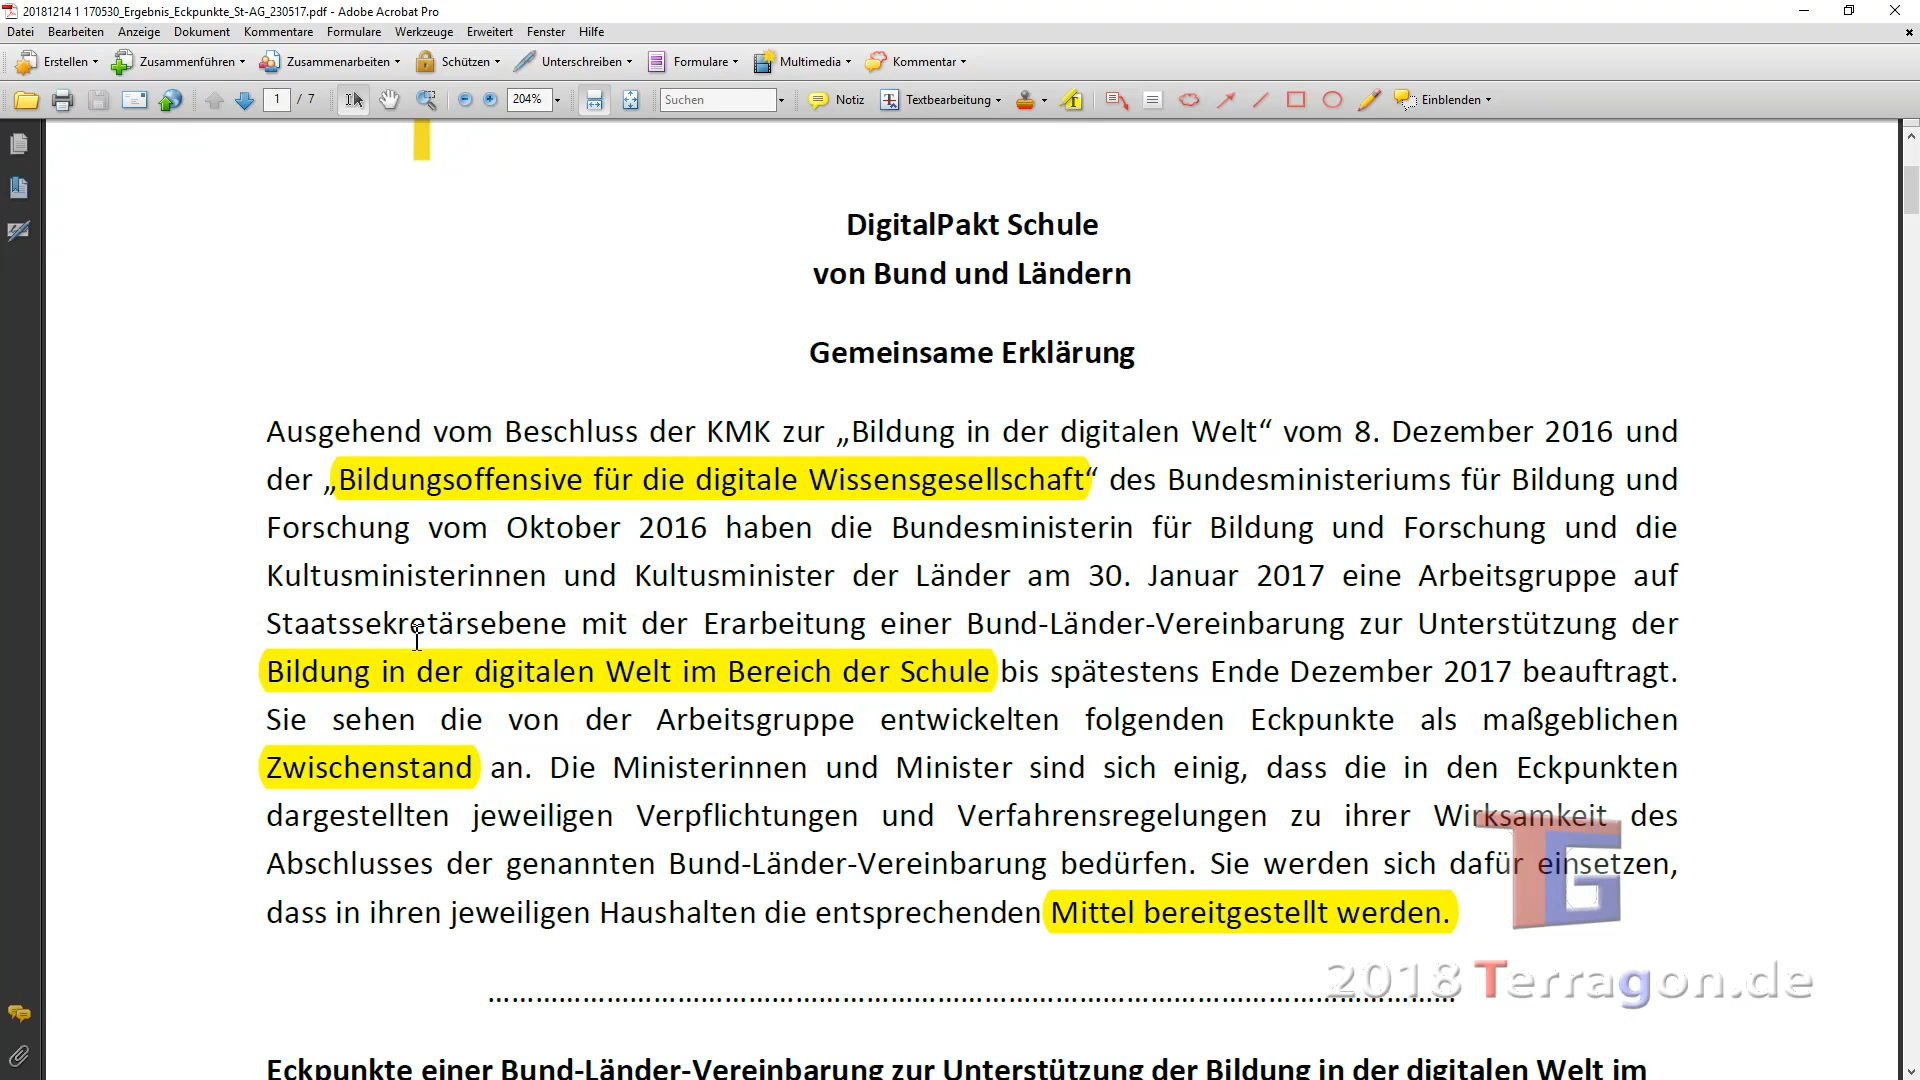 20181214 1 170530_Ergebnis_Eckpunkte_St-AG_230517.pdf - Adobe Acrobat Pro
Datei Bearbeiten Anzeige Dokument Kommentare Formulare Werkzeuge Erweitert Fenster Hilfe
Erstellen Zusammenführen Zusammenarbeiten Schützen Unterschreiben Formulare Multimedia Kommentar
1 / 7 204% Suchen Notiz Textbearbeitung Einblenden
DigitalPakt Schule
von Bund und Ländern
Gemeinsame Erklärung
Ausgehend vom Beschluss der KMK zur „Bildung in der digitalen Welt“ vom 8. Dezember 2016 und
der „Bildungsoffensive für die digitale Wissensgesellschaft“ des Bundesministeriums für Bildung und
Forschung vom Oktober 2016 haben die Bundesministerin für Bildung und Forschung und die
Kultusministerinnen und Kultusminister der Länder am 30. Januar 2017 eine Arbeitsgruppe auf
Staatssekretärsebene mit der Erarbeitung einer Bund-Länder-Vereinbarung zur Unterstützung der
Bildung in der digitalen Welt im Bereich der Schule bis spätestens Ende Dezember 2017 beauftragt.
Sie sehen die von der Arbeitsgruppe entwickelten folgenden Eckpunkte als maßgeblichen
Zwischenstand an. Die Ministerinnen und Minister sind sich einig, dass die in den Eckpunkten
dargestellten jeweiligen Verpflichtungen und Verfahrensregelungen zu ihrer Wirksamkeit des
Abschlusses der genannten Bund-Länder-Vereinbarung bedürfen. Sie werden sich dafür einsetzen,
dass in ihren jeweiligen Haushalten die entsprechenden Mittel bereitgestellt werden.
TG
2018 Terragon.de
Eckpunkte einer Bund-Länder-Vereinbarung zur Unterstützung der Bildung in der digitalen Welt im